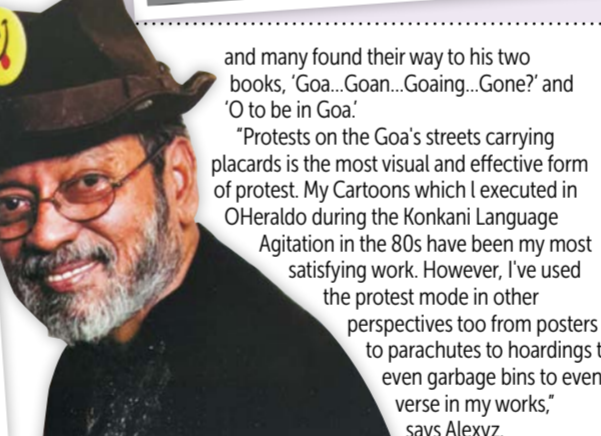 and many found their way to his two
books, ‘Goa...Goan...Goaing...Gone?’ and
‘O to be in Goa.’
“Protests on the Goa's streets carrying
placards is the most visual and effective form
of protest. My Cartoons which l executed in
OHeraldo during the Konkani Language
Agitation in the 80s have been my most
satisfying work. However, I've used
the protest mode in other
perspectives too from posters
to parachutes to hoardings
even garbage bins to even
verse in my works,”
says Alexyz.